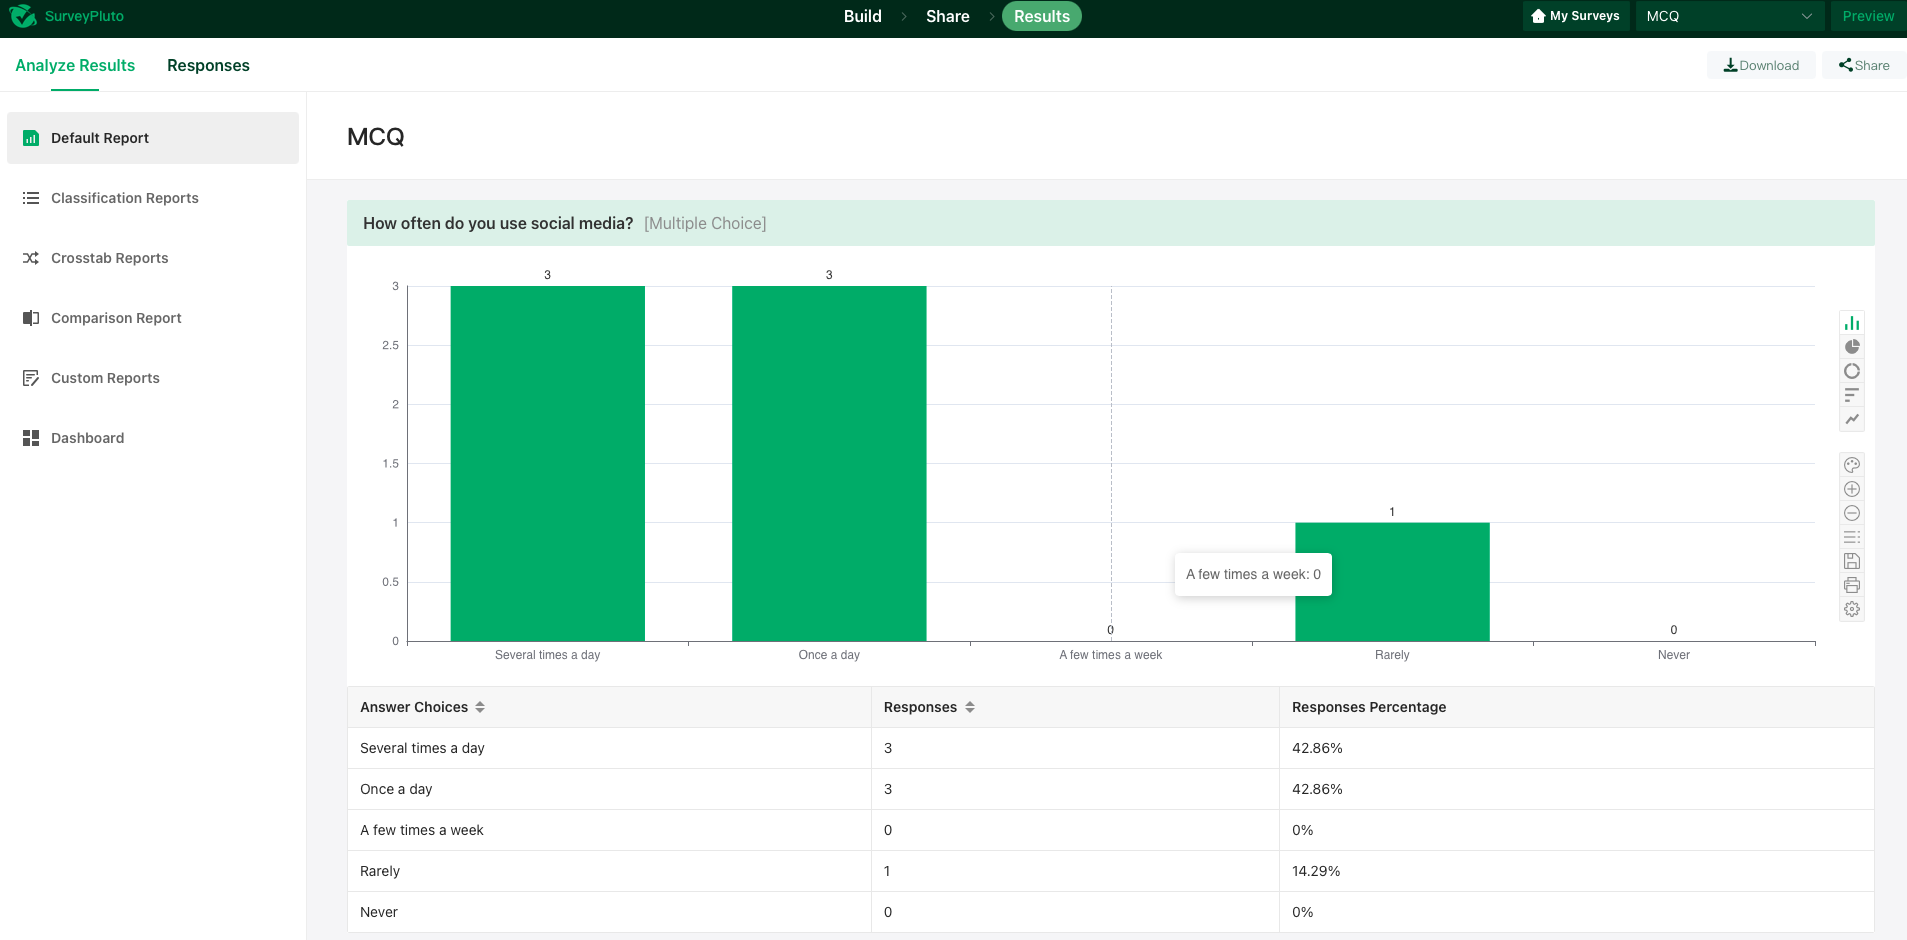 SurveyPluto
Build
Share
Results
My Surveys
MCQ
Preview
Analyze Results
Responses
Download
Share
Default Report
Classification Reports
Crosstab Reports
Comparison Report
Custom Reports
Dashboard
MCQ
How often do you use social media? [Multiple Choice]
3
2.5
2
1.5
1
0.5
0
3
3
0
1
0
A few times a week: 0
Several times a day
Once a day
A few times a week
Rarely
Never
Answer Choices Responses Responses Percentage
Several times a day 3 42.86%
Once a day 3 42.86%
A few times a week 0 0%
Rarely 1 14.29%
Never 0 0%